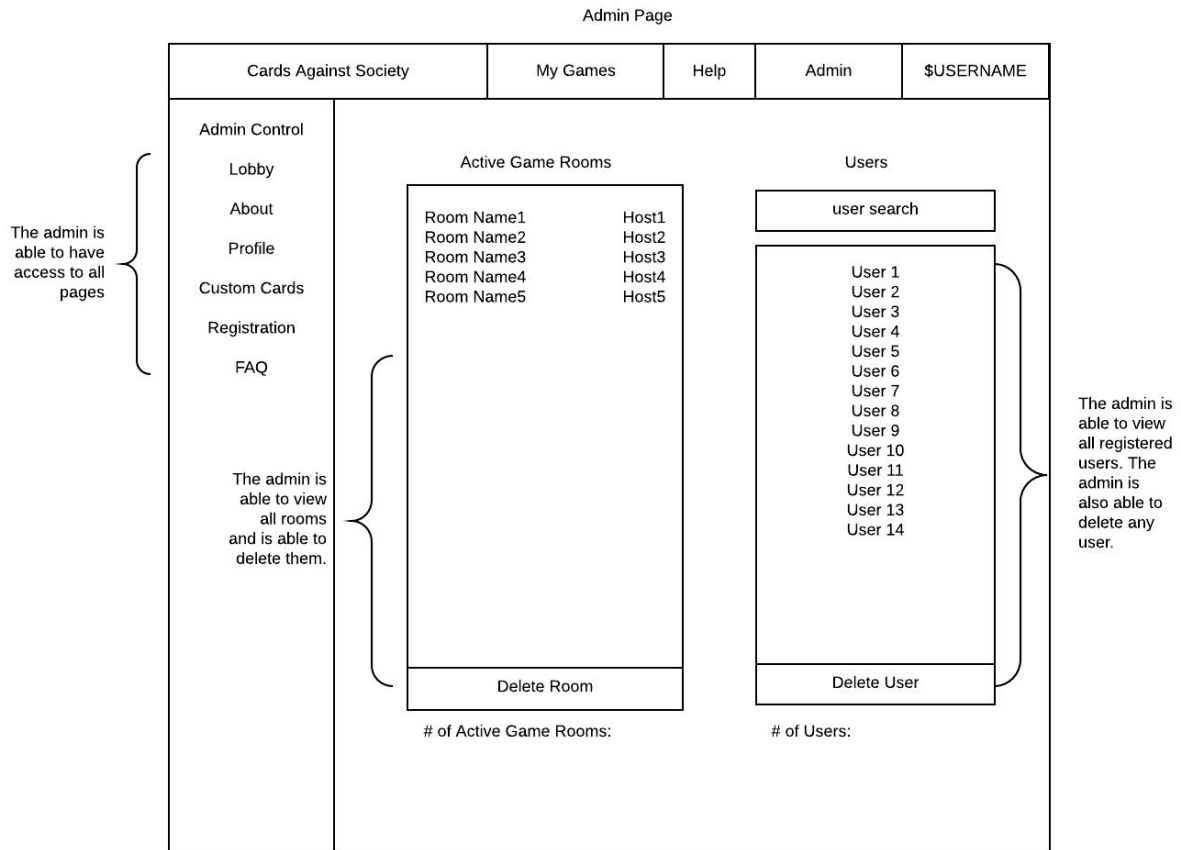 Admin Page
Cards Against Society
My Games
Help
Admin
$USERNAME
Admin Control
Lobby
About
Profile
Custom Cards
Registration
FAQ
The admin is
able to have
access to all
pages
Active Game Rooms
Room Name1 Host1
Room Name2 Host2
Room Name3 Host3
Room Name4 Host4
Room Name5 Host5
The admin is
able to view
all rooms
and is able to
delete them.
Delete Room
# of Active Game Rooms:
Users
user search
User 1
User 2
User 3
User 4
User 5
User 6
User 7
User 8
User 9
User 10
User 11
User 12
User 13
User 14
Delete User
# of Users:
The admin is
able to view
all registered
users. The
admin is
also able to
delete any
user.